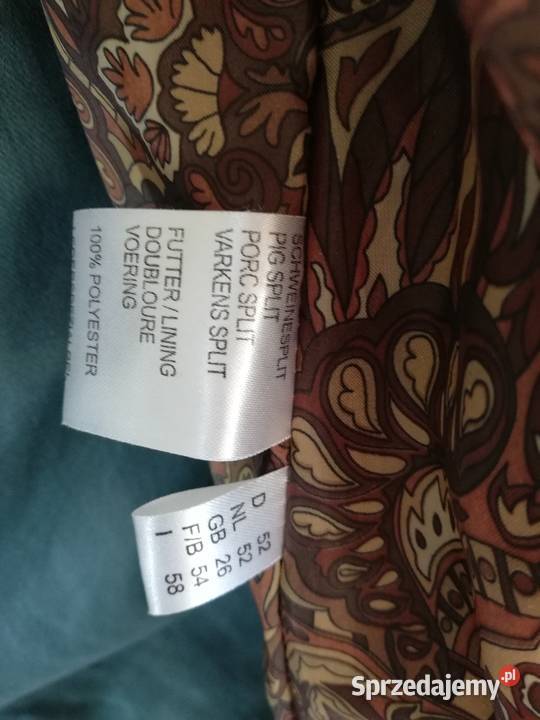 SCHWEINESPLIT
PIG SPLIT
PORC SPLIT
VARKENS SPLIT
FUTTER / LINING
DOUBLOURE
VOERING
100% POLYESTER
D 52
NL 52
GB 26
F/B 54
I 58
Sprzedajemy.pl